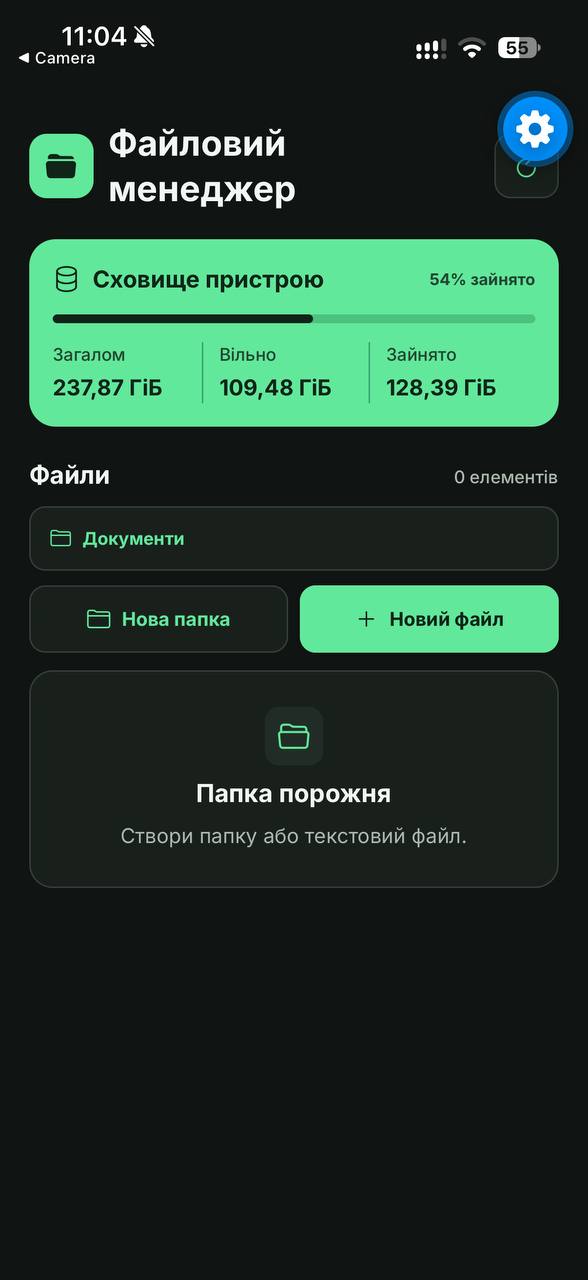 11:04
◀ Camera
55
Файловий
менеджер
Сховище пристрою
54% зайнято
Загалом
Вільно
Зайнято
237,87 ГіБ
109,48 ГіБ
128,39 ГіБ
Файли
0 елементів
Документи
Нова папка
Новий файл
Папка порожня
Створи папку або текстовий файл.